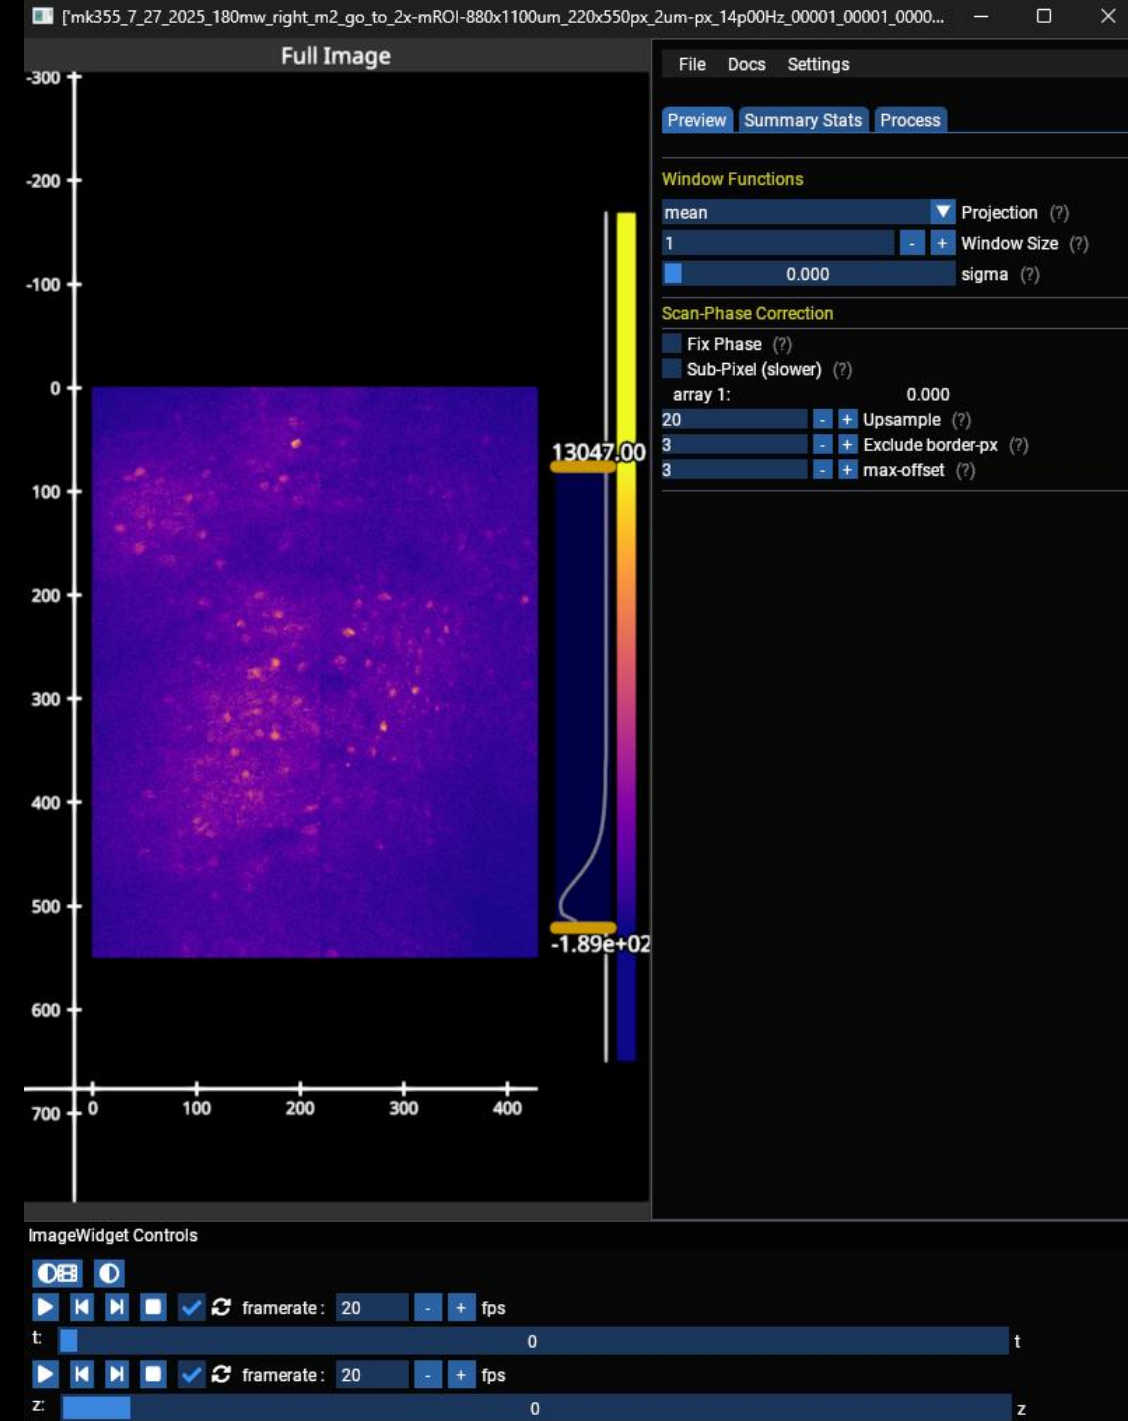 ['mk355_7_27_2025_180mw_right_m2_go_to_2x-mROI-880x1100um_220x550px_2um-px_14p00Hz_00001_00001_0000...
Full Image
-300
-200
-100
0
100
200
300
400
500
600
700
0 100 200 300 400
13047.00
-1.89e+02
File Docs Settings
Preview Summary Stats Process
Window Functions
mean Projection (?)
1 - + Window Size (?)
0.000 sigma (?)
Scan-Phase Correction
Fix Phase (?)
Sub-Pixel (slower) (?)
array 1: 0.000
20 - + Upsample (?)
3 - + Exclude border-px (?)
3 - + max-offset (?)
ImageWidget Controls
framerate: 20 - + fps
t: 0 t
framerate: 20 - + fps
z: 0 z